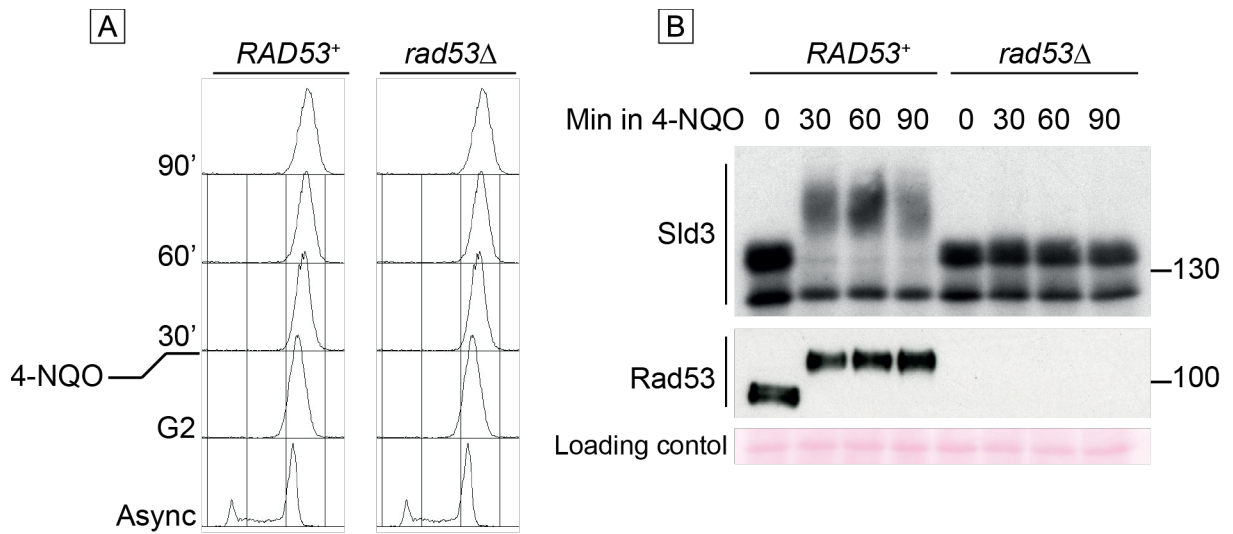 A
RAD53⁺ rad53Δ
90’
60’
30’
4-NQO
G2
Async
B
RAD53⁺ rad53Δ
Min in 4-NQO 0 30 60 90 0 30 60 90
Sld3
130
Rad53
100
Loading contol